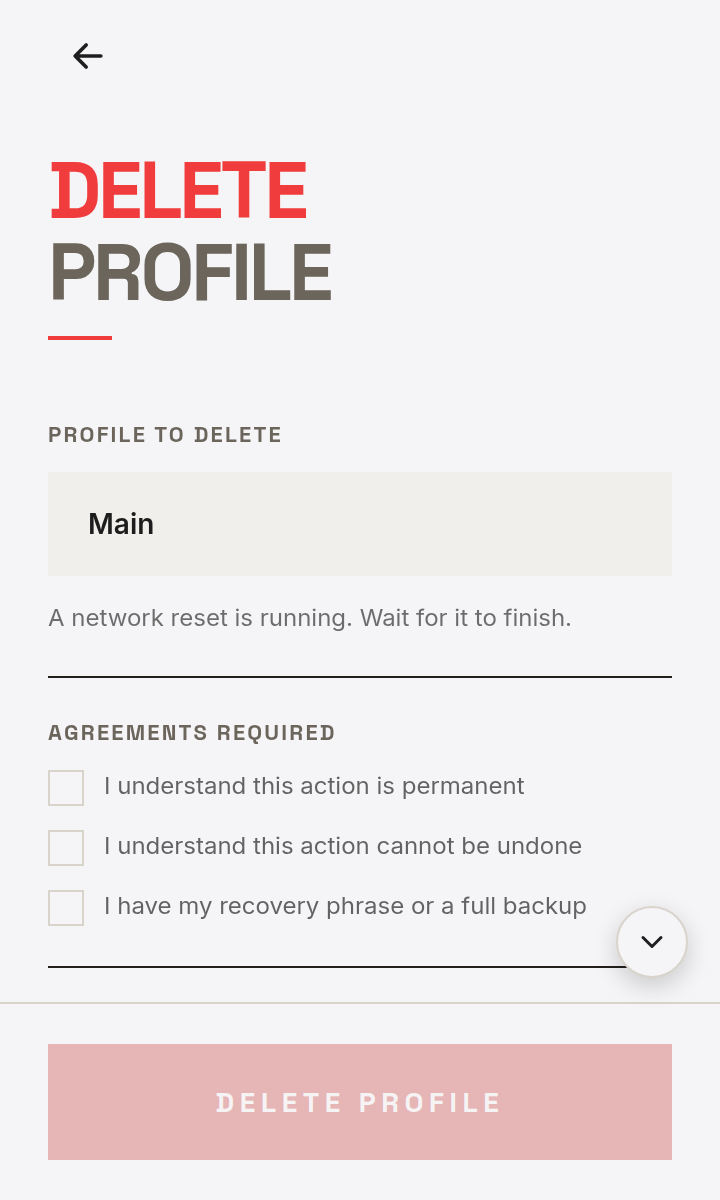 DELETE
PROFILE
PROFILE TO DELETE
Main
A network reset is running. Wait for it to finish.
AGREEMENTS REQUIRED
I understand this action is permanent
I understand this action cannot be undone
I have my recovery phrase or a full backup
DELETE PROFILE